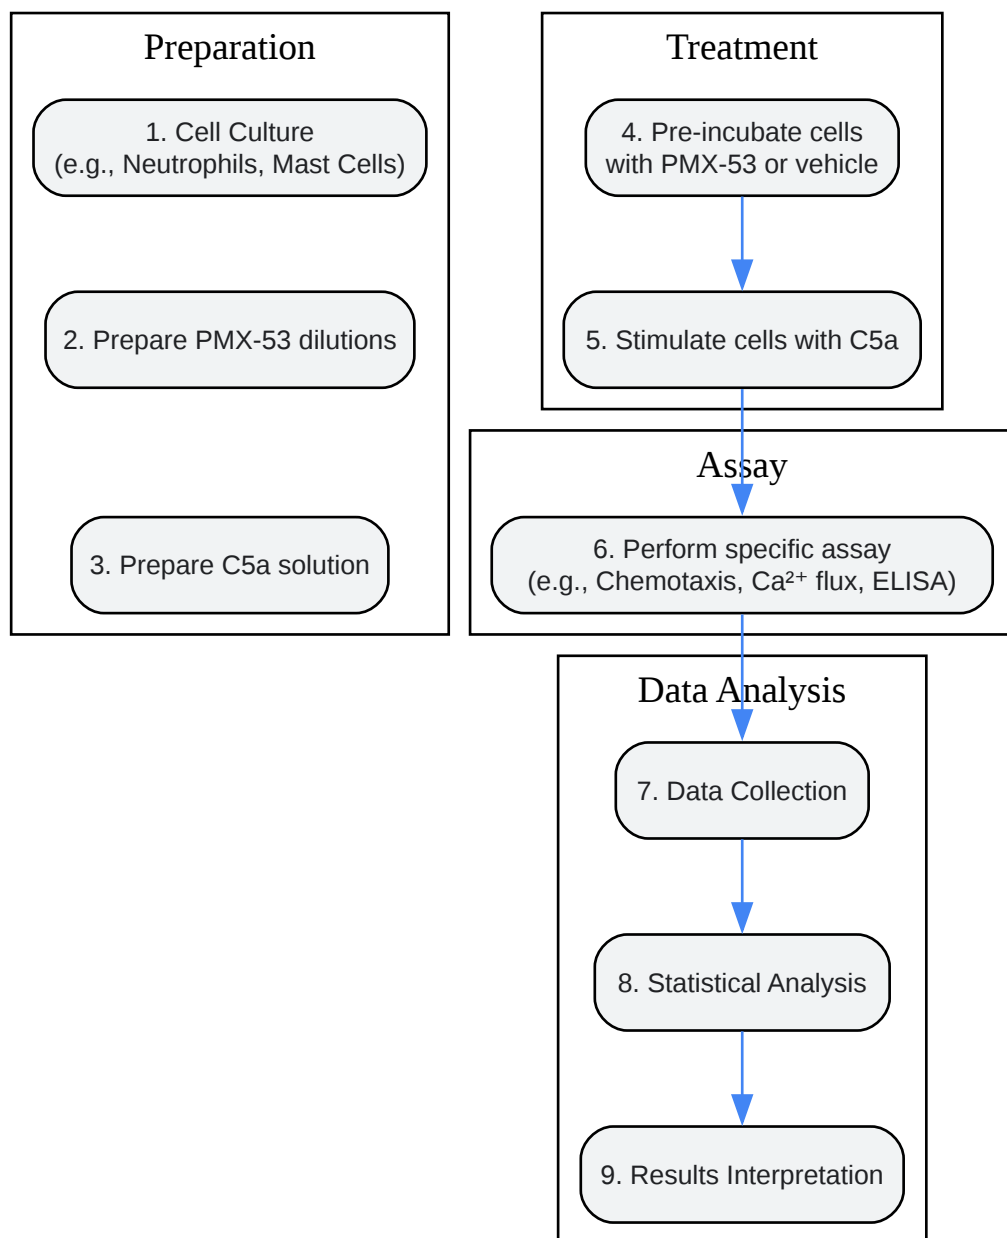 Preparation
1. Cell Culture
(e.g., Neutrophils, Mast Cells)
2. Prepare PMX-53 dilutions
3. Prepare C5a solution
Treatment
4. Pre-incubate cells
with PMX-53 or vehicle
5. Stimulate cells with C5a
Assay
6. Perform specific assay
(e.g., Chemotaxis, Ca²⁺ flux, ELISA)
Data Analysis
7. Data Collection
8. Statistical Analysis
9. Results Interpretation